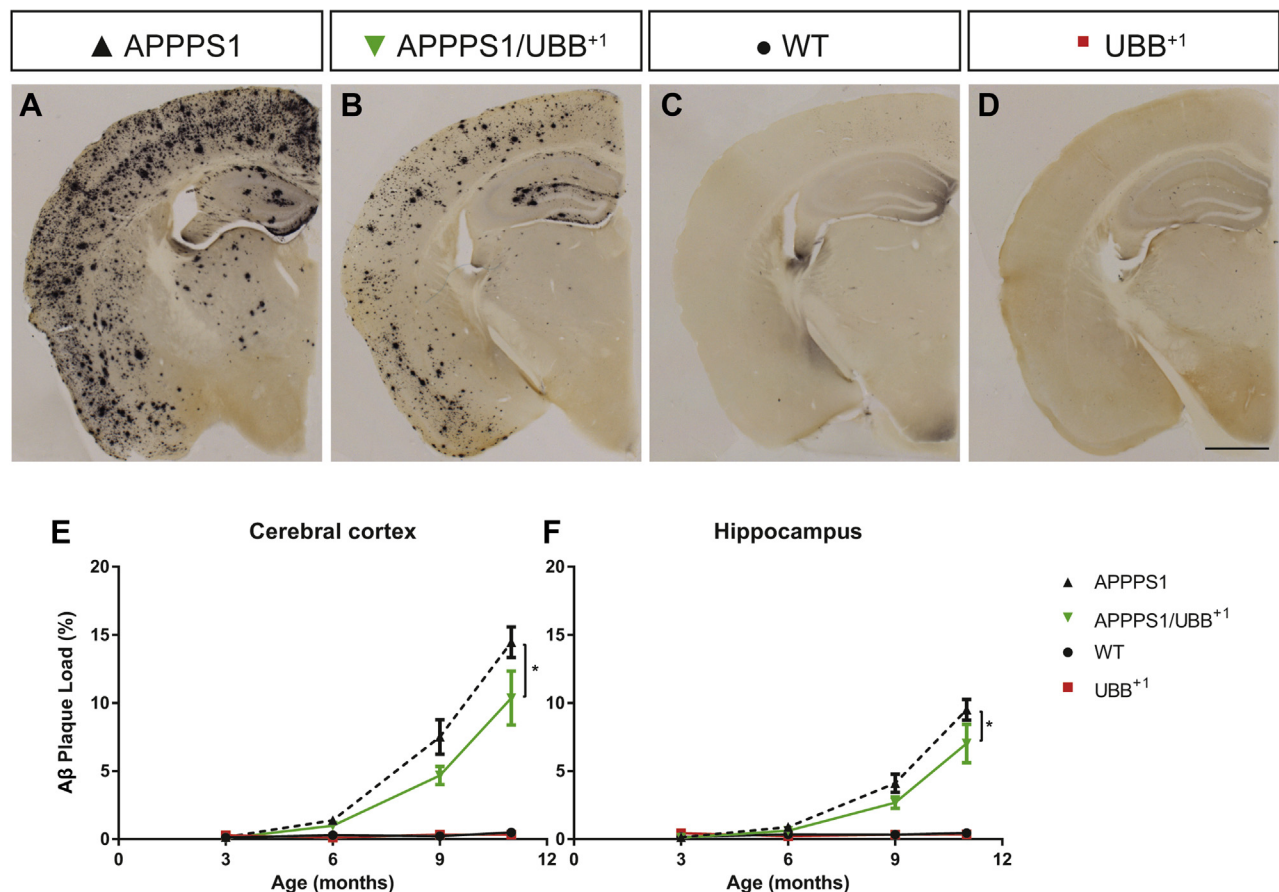 ▲ APPPS1
▼ APPPS1/UBB⁺¹
● WT
■ UBB⁺¹
A
B
C
D
E
Cerebral cortex
Aβ Plaque Load (%)
20
15
10
5
0
*
0 3 6 9 12
Age (months)
F
Hippocampus
20
15
10
5
0
*
0 3 6 9 12
Age (months)
▲ APPPS1
▼ APPPS1/UBB⁺¹
● WT
■ UBB⁺¹